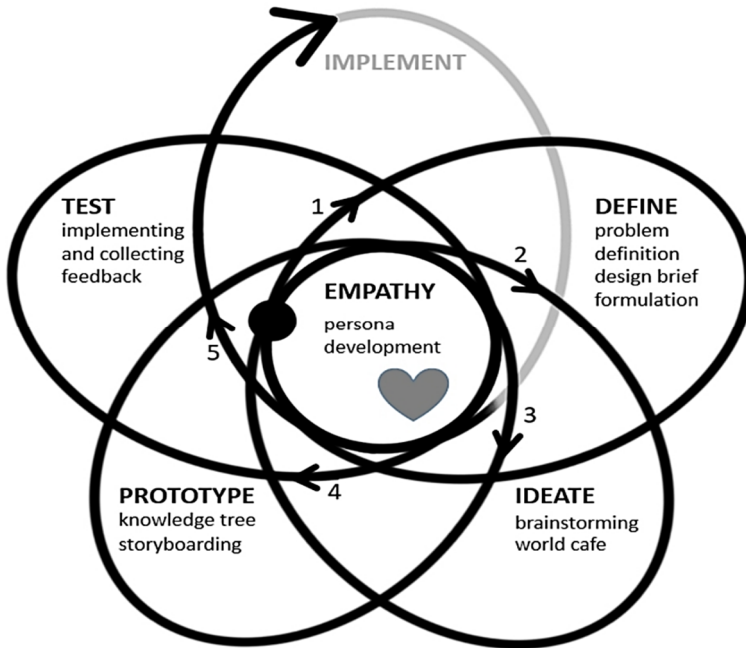 IMPLEMENT
1
TEST
implementing
and collecting
feedback
DEFINE
problem
definition
design brief
formulation
2
EMPATHY
persona
development
5
3
4
PROTOTYPE
knowledge tree
storyboarding
IDEATE
brainstorming
world cafe